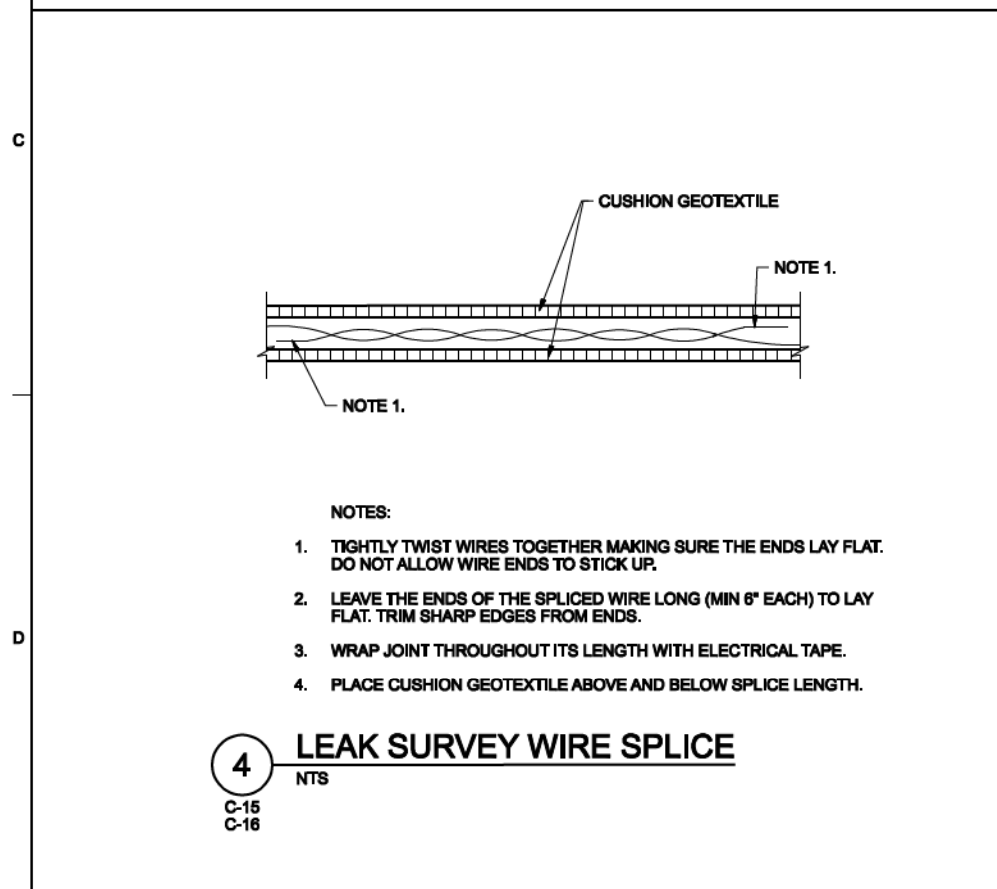 C
CUSHION GEOTEXTILE
NOTE 1.
NOTE 1.
NOTES:
1. TIGHTLY TWIST WIRES TOGETHER MAKING SURE THE ENDS LAY FLAT.
DO NOT ALLOW WIRE ENDS TO STICK UP.
2. LEAVE THE ENDS OF THE SPLICED WIRE LONG (MIN 6" EACH) TO LAY
FLAT. TRIM SHARP EDGES FROM ENDS.
D
3. WRAP JOINT THROUGHOUT ITS LENGTH WITH ELECTRICAL TAPE.
4. PLACE CUSHION GEOTEXTILE ABOVE AND BELOW SPLICE LENGTH.
4 LEAK SURVEY WIRE SPLICE
NTS
C-15
C-16